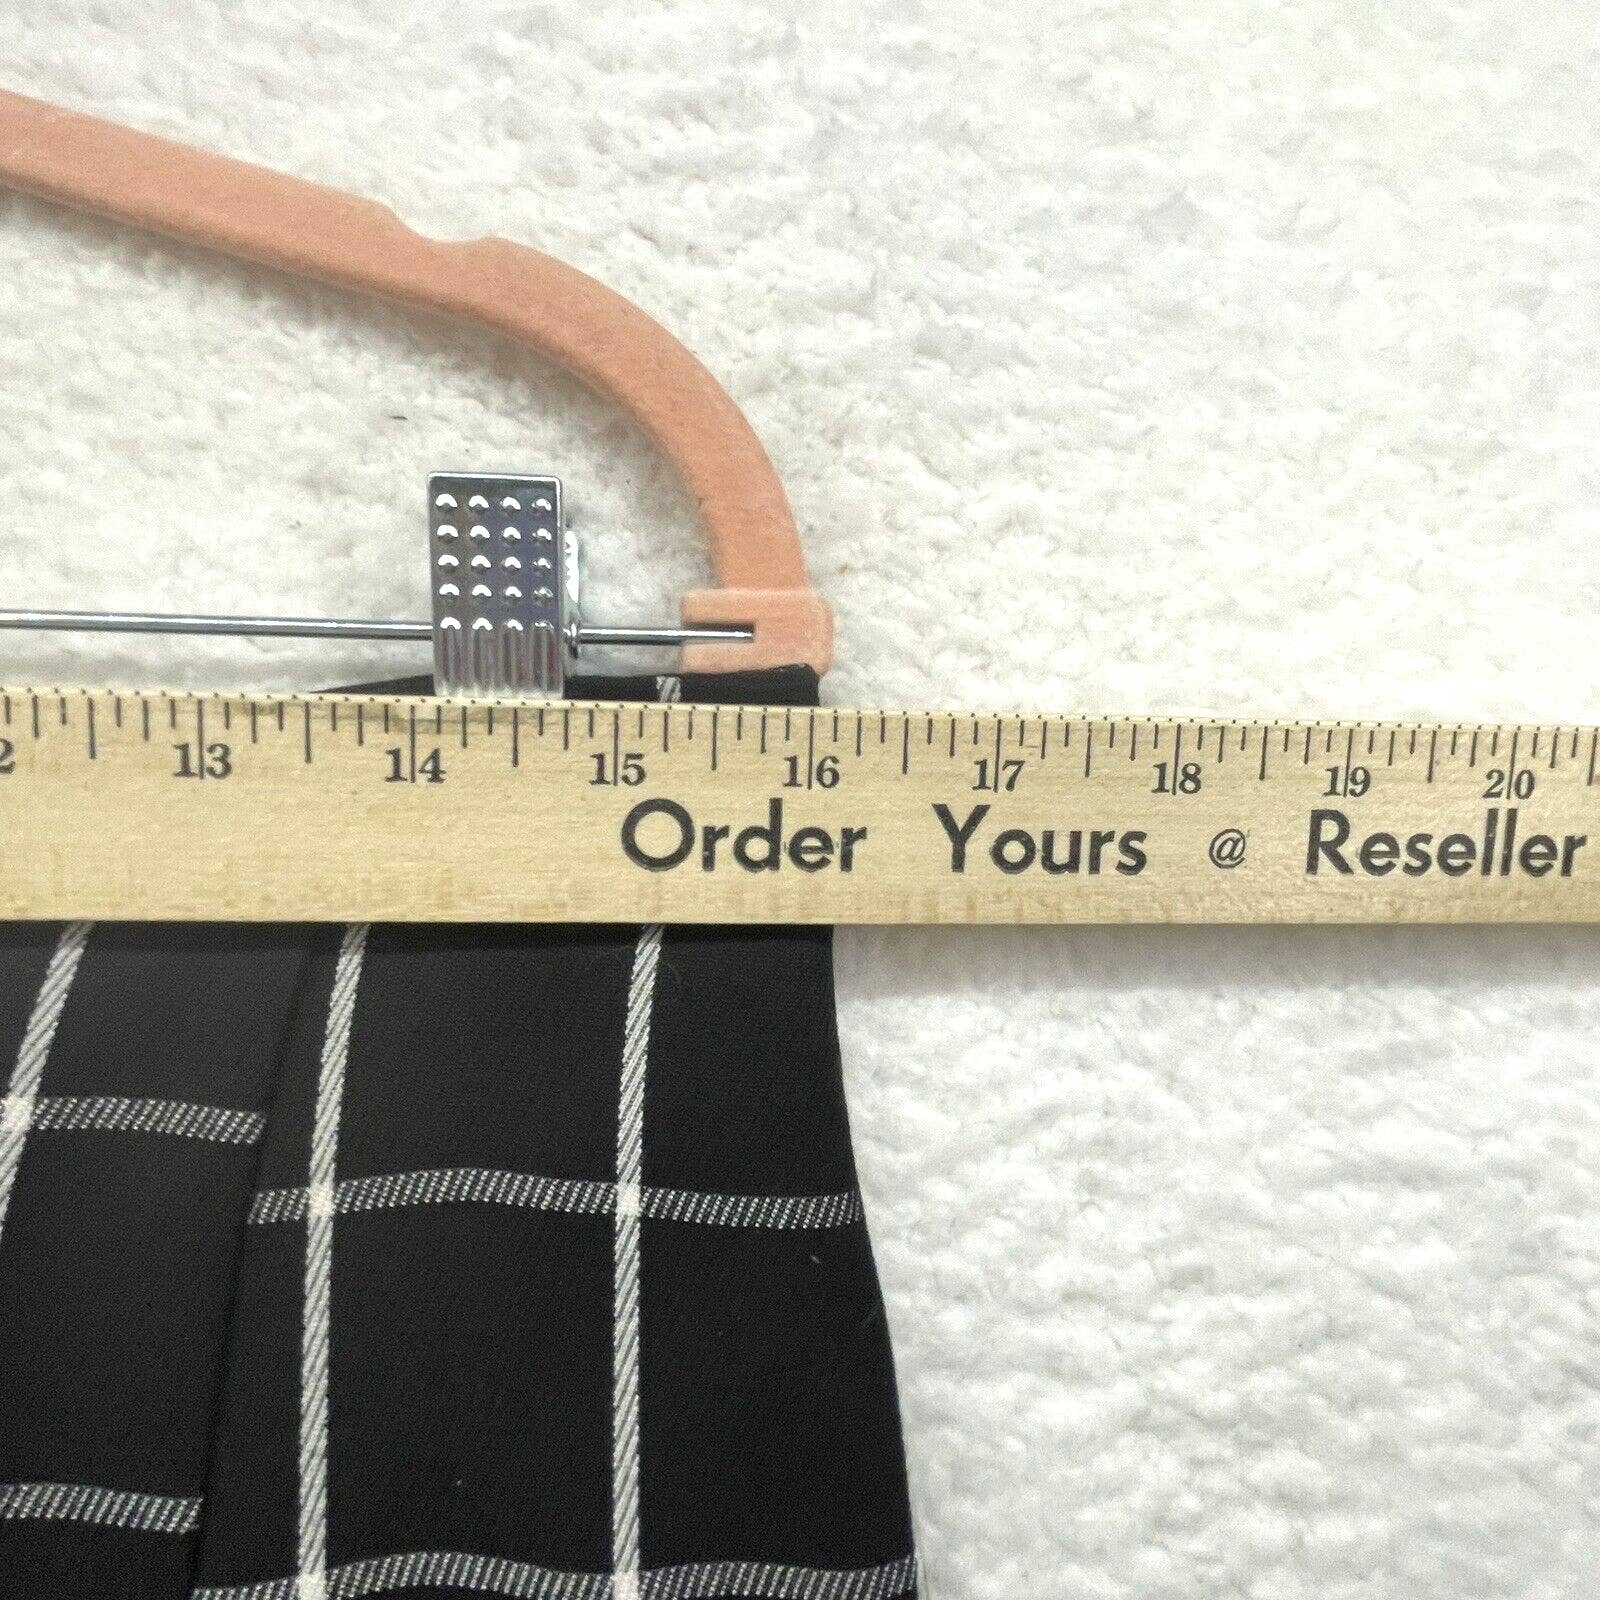 2 13 14 15 16 17 18 19 20
Order Yours @ Reseller